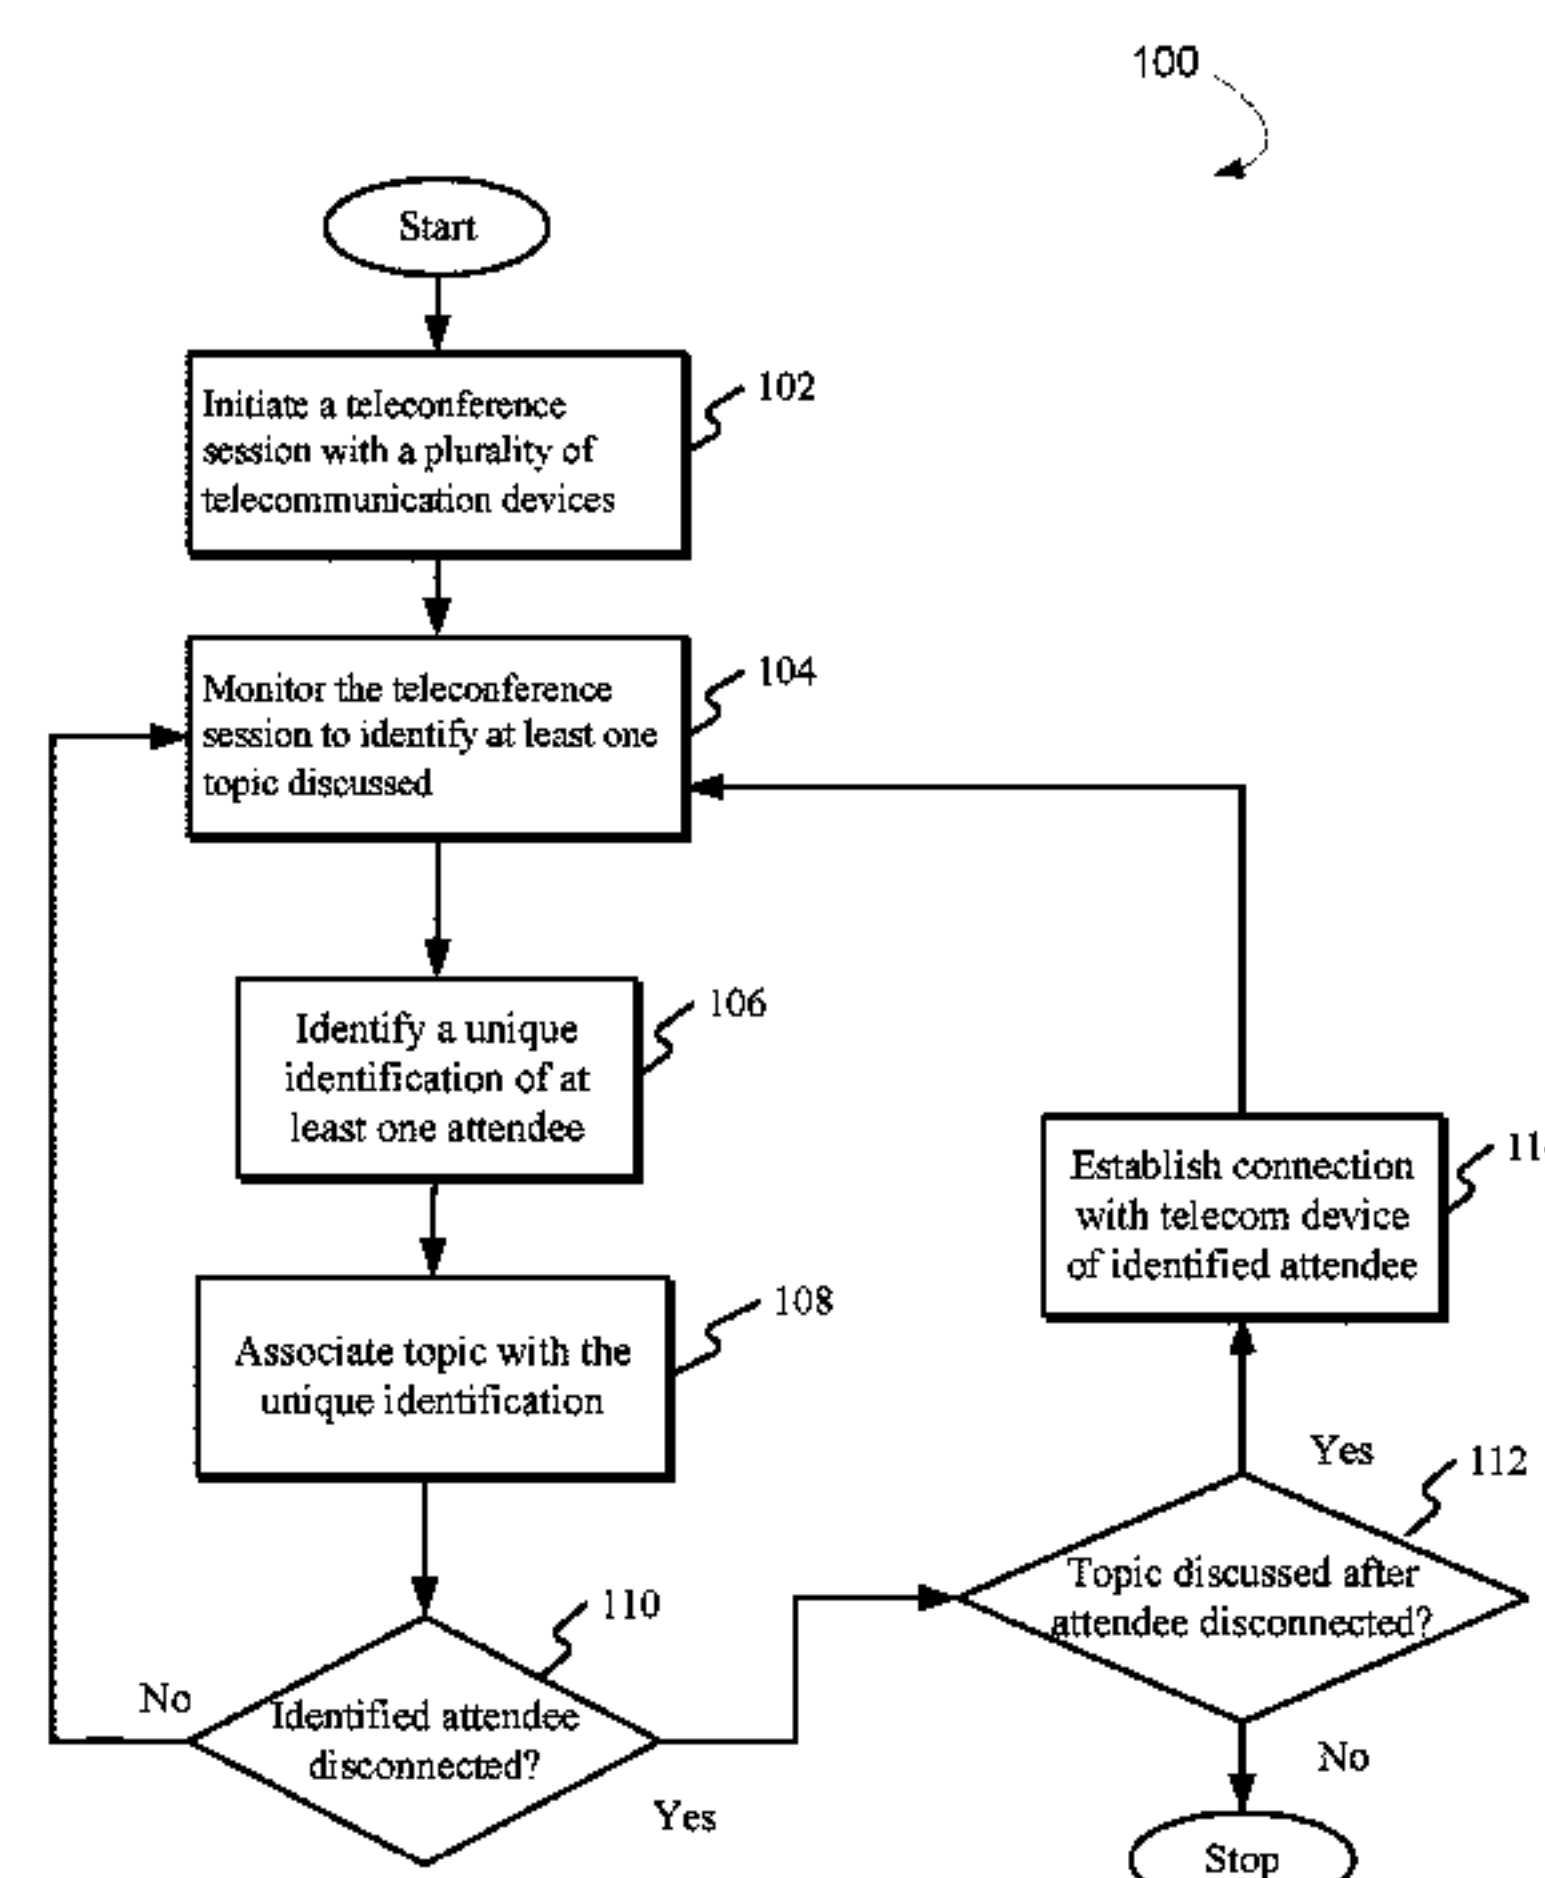 100
Start
Initiate a teleconference
session with a plurality of
telecommunication devices
102
Monitor the teleconference
session to identify at least one
topic discussed
104
Identify a unique
identification of at
least one attendee
106
Associate topic with the
unique identification
108
Identified attendee
disconnected?
110
No
Yes
Topic discussed after
attendee disconnected?
112
Yes
No
Establish connection
with telecom device
of identified attendee
Stop